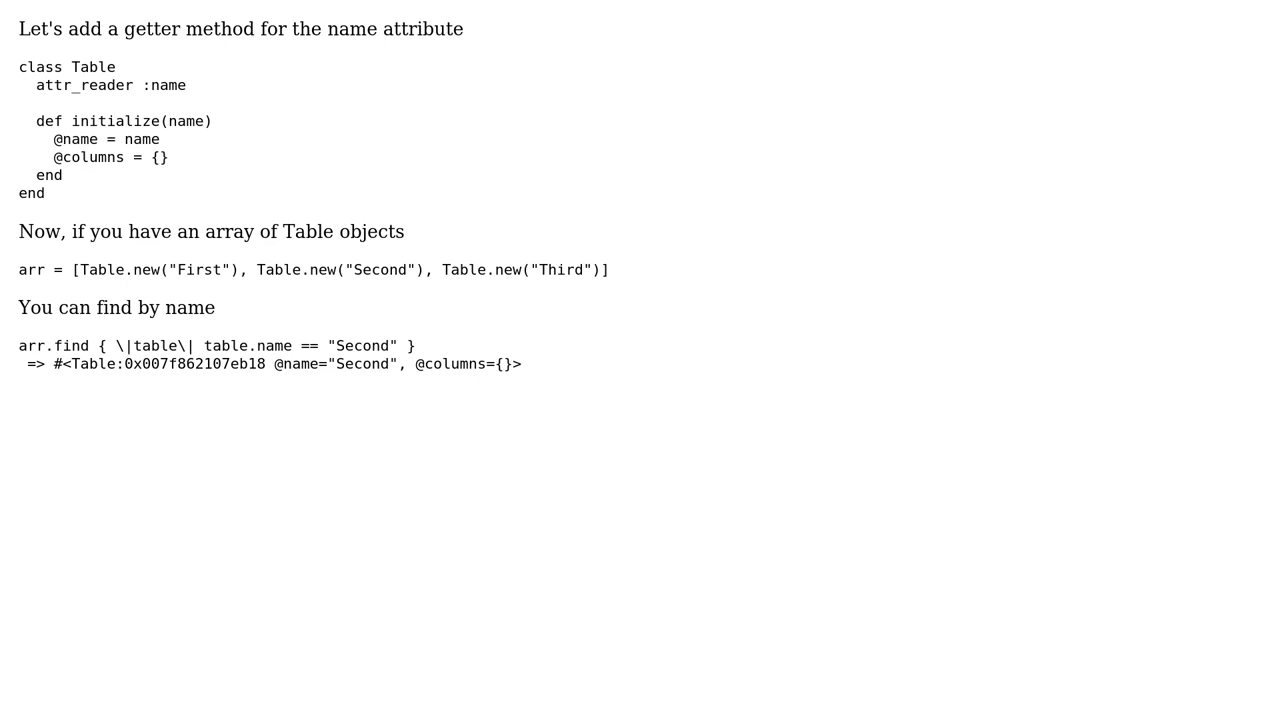 Let's add a getter method for the name attribute
class Table
  attr_reader :name
  def initialize(name)
    @name = name
    @columns = {}
  end
end
Now, if you have an array of Table objects
arr = [Table.new("First"), Table.new("Second"), Table.new("Third")]
You can find by name
arr.find { \|table\| table.name == "Second" }
 => #<Table:0x007f862107eb18 @name="Second", @columns={}>